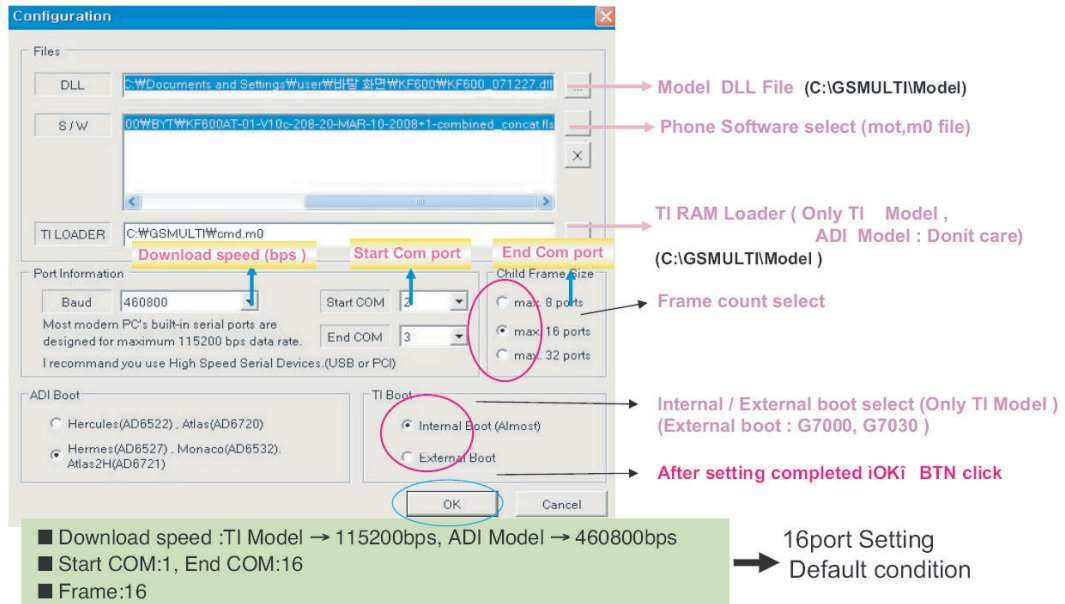 Configuration
Files
DLL
C:₩Documents and Settings₩user₩바탕 화면₩KF600₩KF600_071227.dll
...
Model DLL File (C:\GSMULTI\Model)
S/W
00₩BYT₩KF600AT-01-V10c-208-20-MAR-10-2008+1-combined_concat.fls
Phone Software select (mot,m0 file)
X
TI LOADER
C:₩GSMULTI₩cmd.m0
TI RAM Loader ( Only TI Model ,
ADI Model : Donít care)
(C:\GSMULTI\Model )
Download speed (bps )
Start Com port
End Com port
Port Information
Child Frame Size
Baud
460800
Start COM
2
max. 8 ports
Frame count select
Most modern PC's built-in serial ports are
designed for maximum 115200 bps data rate.
End COM
3
max. 16 ports
I recommand you use High Speed Serial Devices.(USB or PCI)
max. 32 ports
ADI Boot
TI Boot
Hercules(AD6522) , Atlas(AD6720)
Internal Boot (Almost)
Internal / External boot select (Only TI Model )
(External boot : G7000, G7030 )
Hermes(AD6527) . Monaco(AD6532).
Atlas2H(AD6721)
External Boot
After setting completed ìOKî BTN click
OK
Cancel
■ Download speed :TI Model → 115200bps, ADI Model → 460800bps
■ Start COM:1, End COM:16
■ Frame:16
16port Setting
Default condition